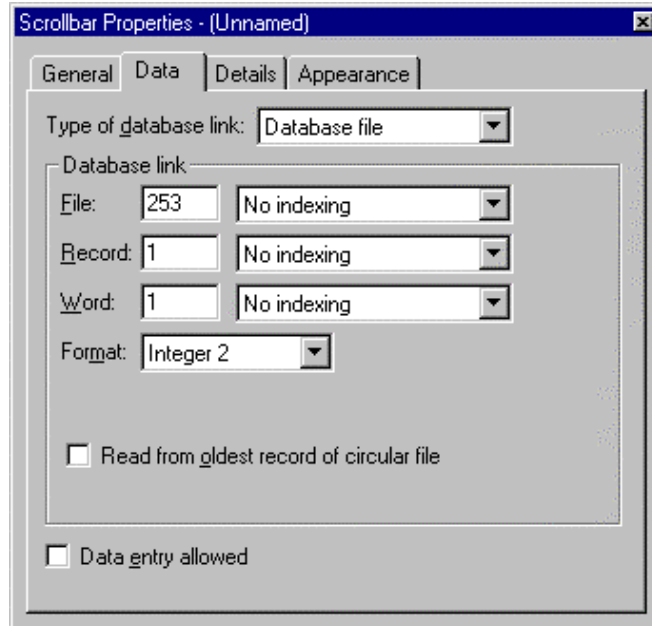 Scrollbar Properties - (Unnamed)
General Data Details Appearance
Type of database link: Database file
Database link
File: 253 No indexing
Record: 1 No indexing
Word: 1 No indexing
Format: Integer 2
Read from oldest record of circular file
Data entry allowed